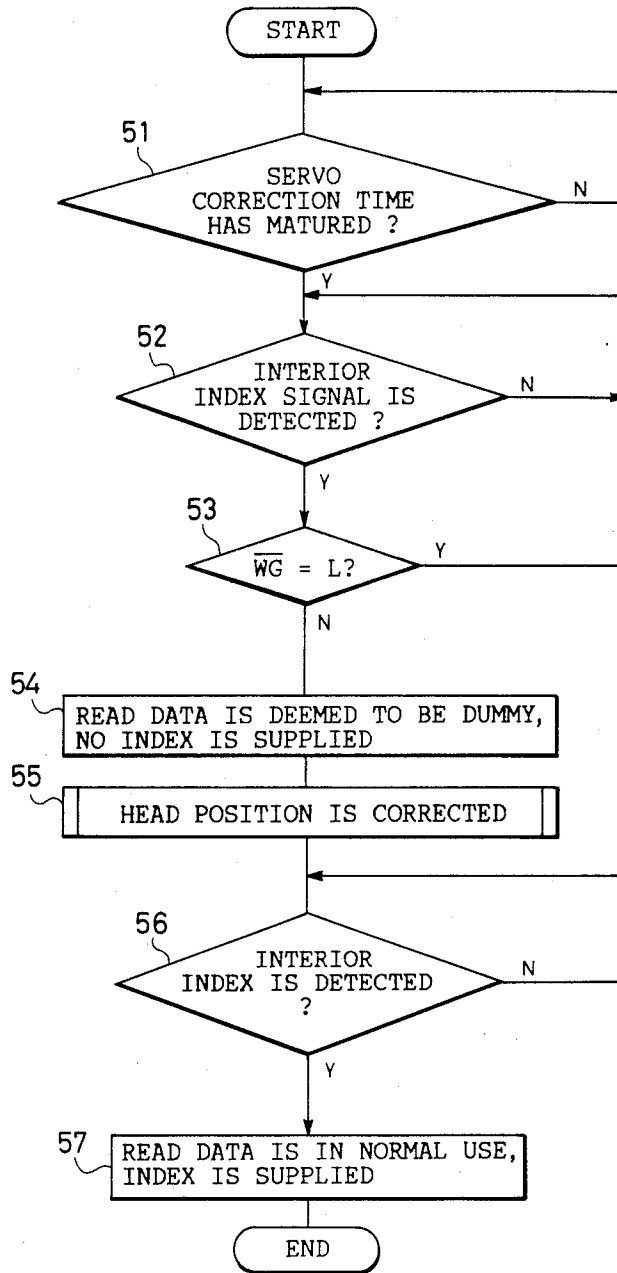 START
51
SERVO
CORRECTION TIME
HAS MATURED ?
N
Y
52
INTERIOR
INDEX SIGNAL IS
DETECTED ?
N
Y
53
W̅G̅ = L?
Y
N
54
READ DATA IS DEEMED TO BE DUMMY,
NO INDEX IS SUPPLIED
55
HEAD POSITION IS CORRECTED
56
INTERIOR
INDEX IS DETECTED
?
N
Y
57
READ DATA IS IN NORMAL USE,
INDEX IS SUPPLIED
END